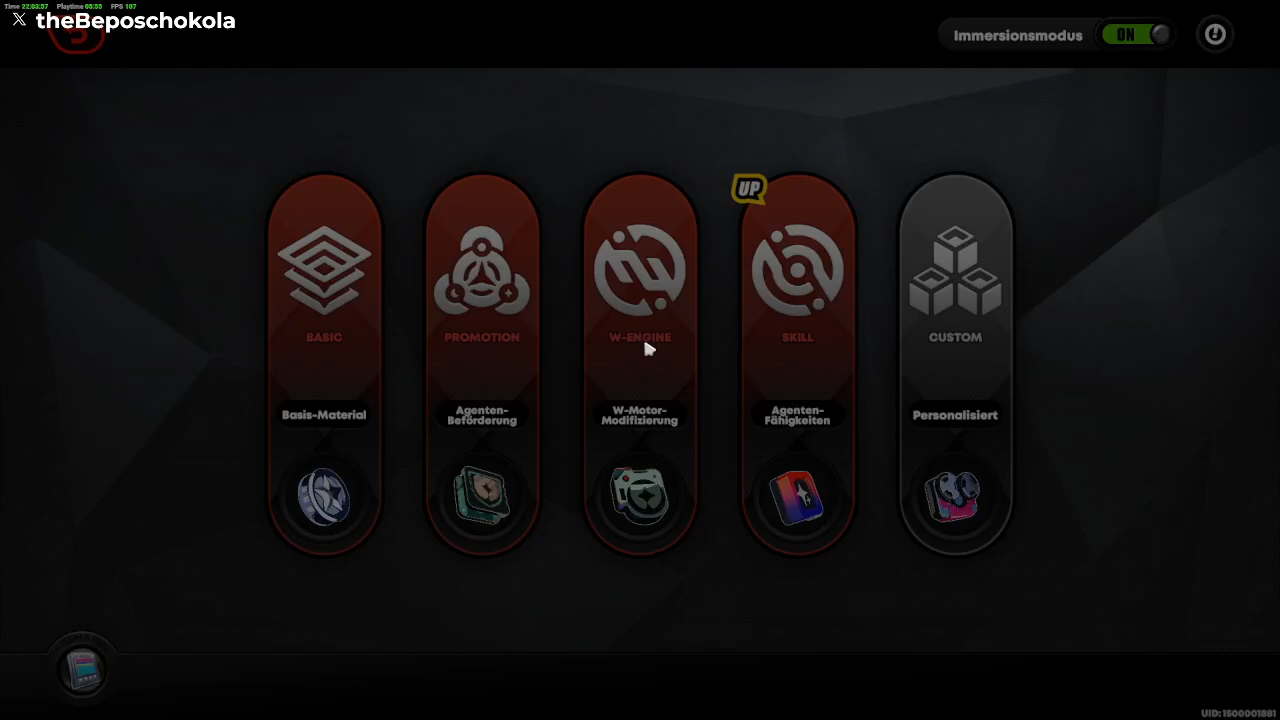 Time 22:03:57 Playtime 05:55 FPS 107
X theBeposchokola
Immersionsmodus
ON
UP
BASIC
PROMOTION
W-ENGINE
SKILL
CUSTOM
Basis-Material
Agenten-
Beförderung
W-Motor-
Modifizierung
Agenten-
Fähigkeiten
Personalisiert
UID: 1500001881